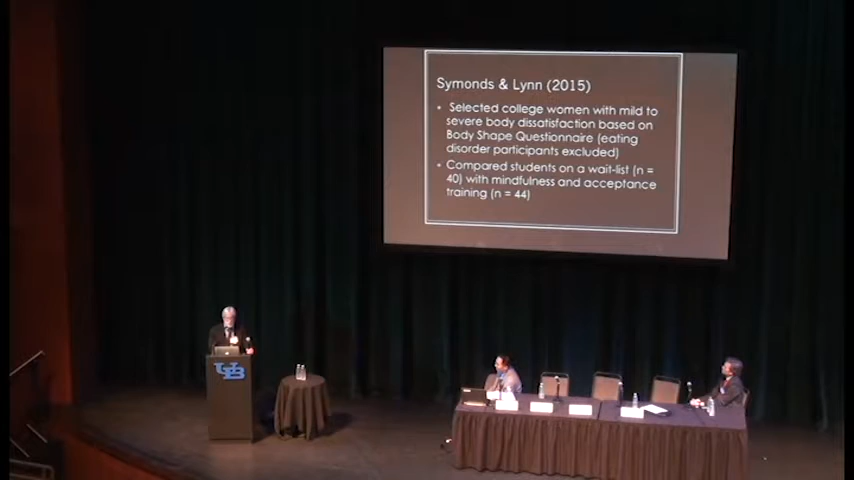 Symonds & Lynn (2015)
• Selected college women with mild to
severe body dissatisfaction based on
Body Shape Questionnaire (eating
disorder participants excluded)
• Compared students on a wait-list (n =
40) with mindfulness and acceptance
training (n = 44)
UB